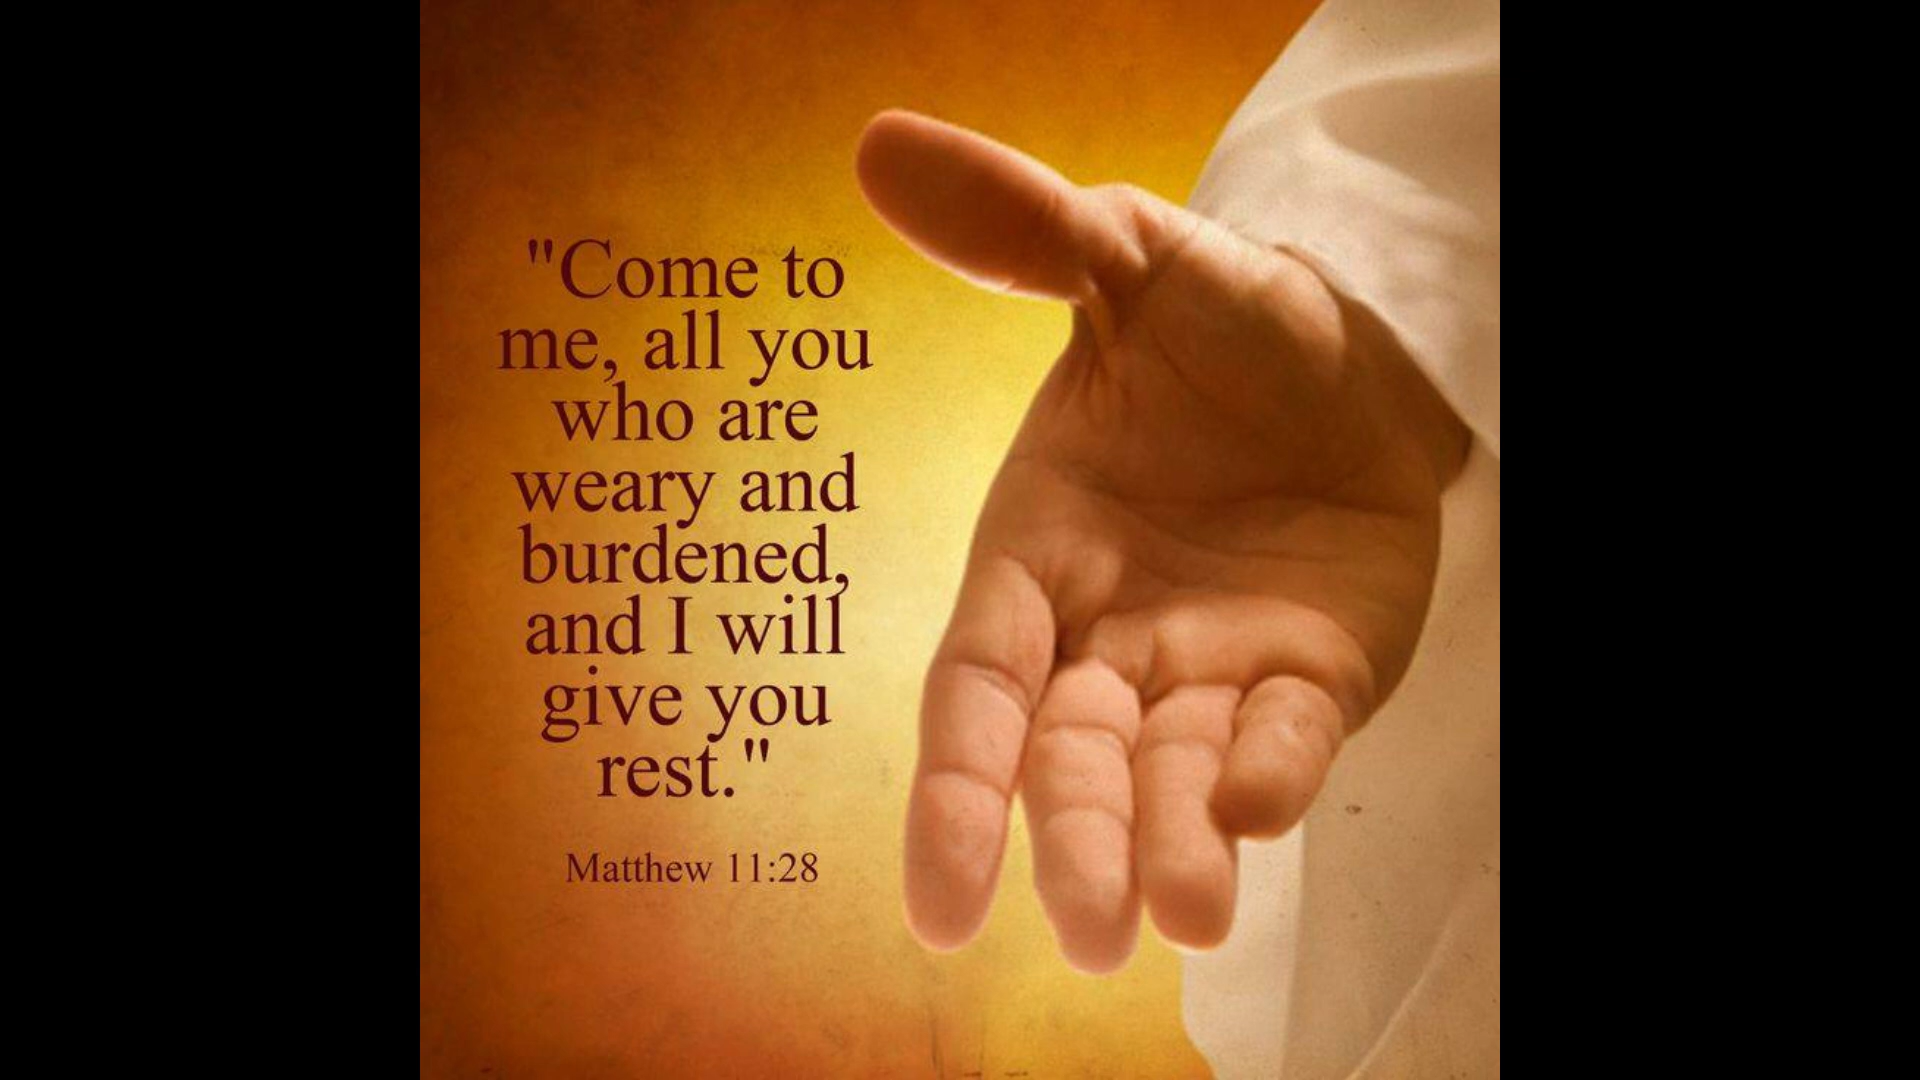 "Come to
me, all you
who are
weary and
burdened,
and I will
give you
rest."
Matthew 11:28